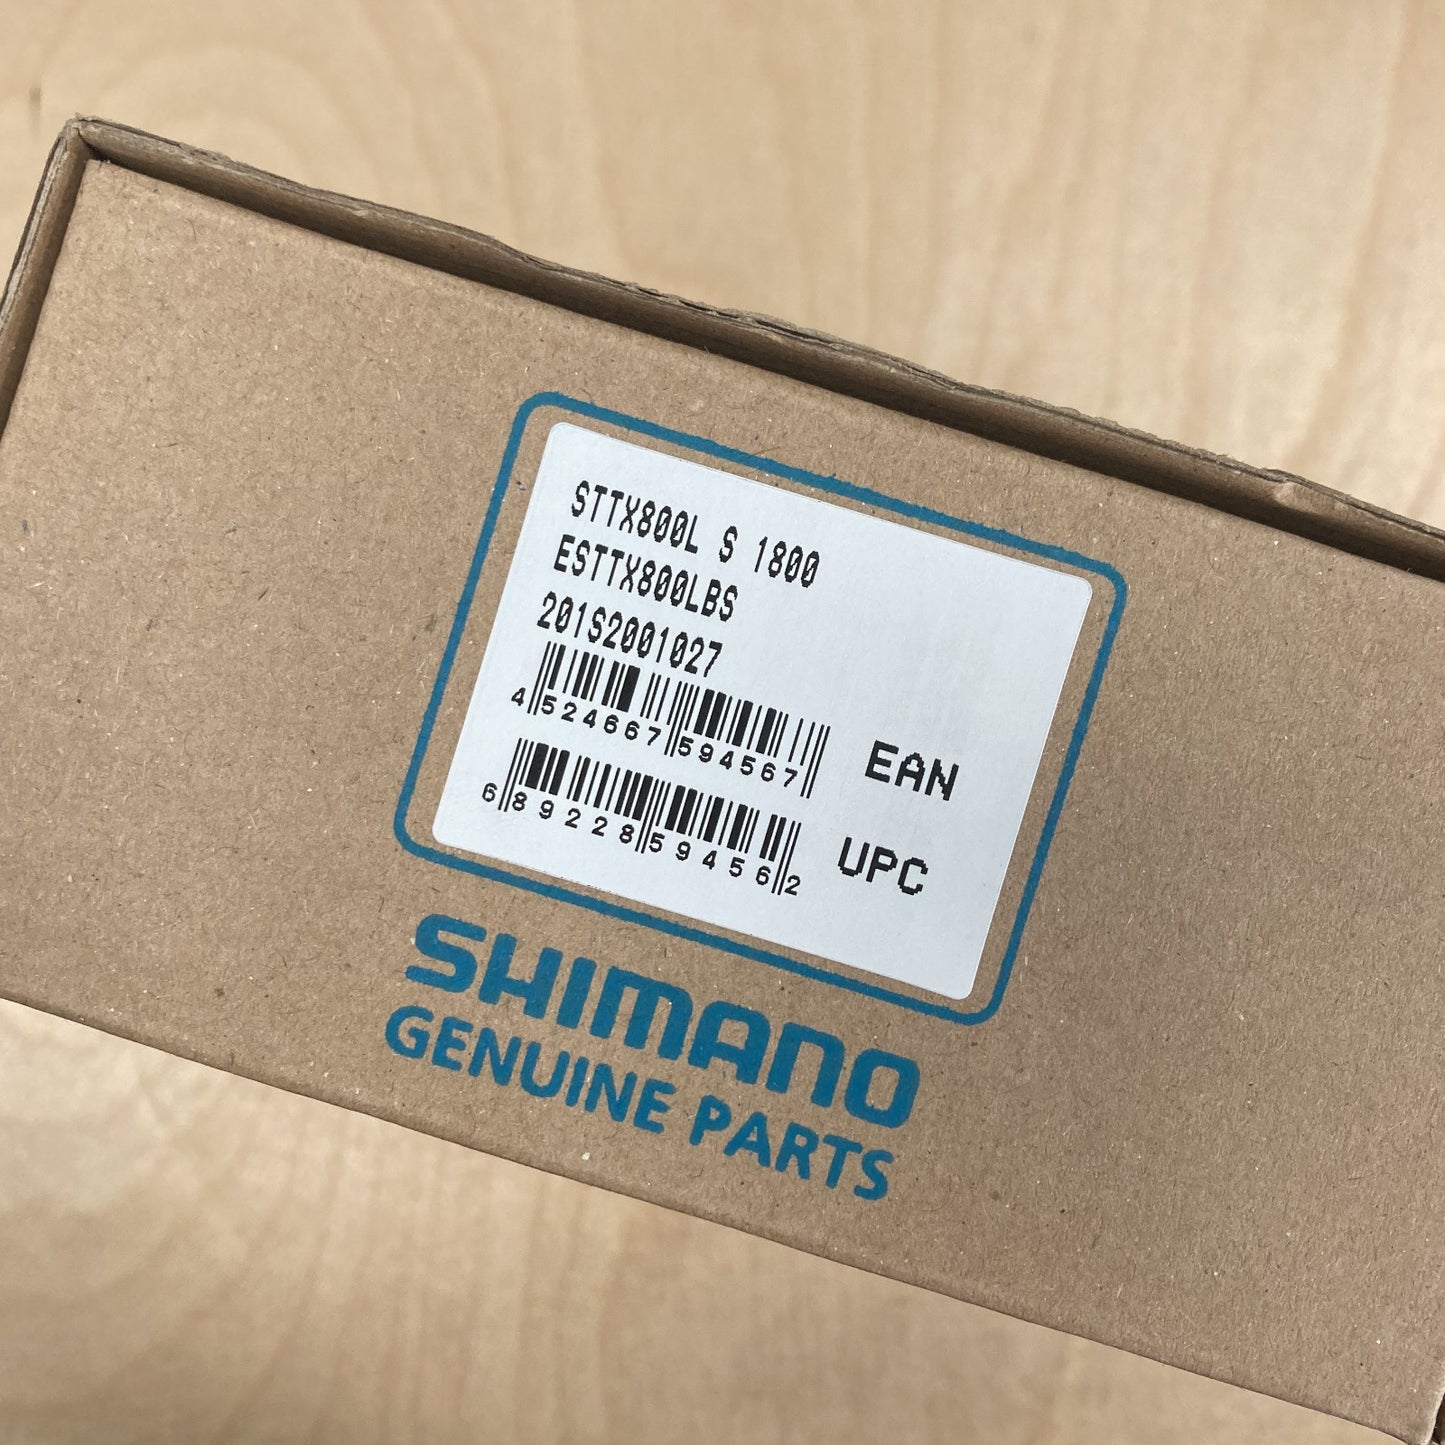 STTX800L S 1800
ESTTX800LBS
201S2001027
4 524667 594567
EAN
6 89228 59456 2
UPC
SHIMANO
GENUINE PARTS